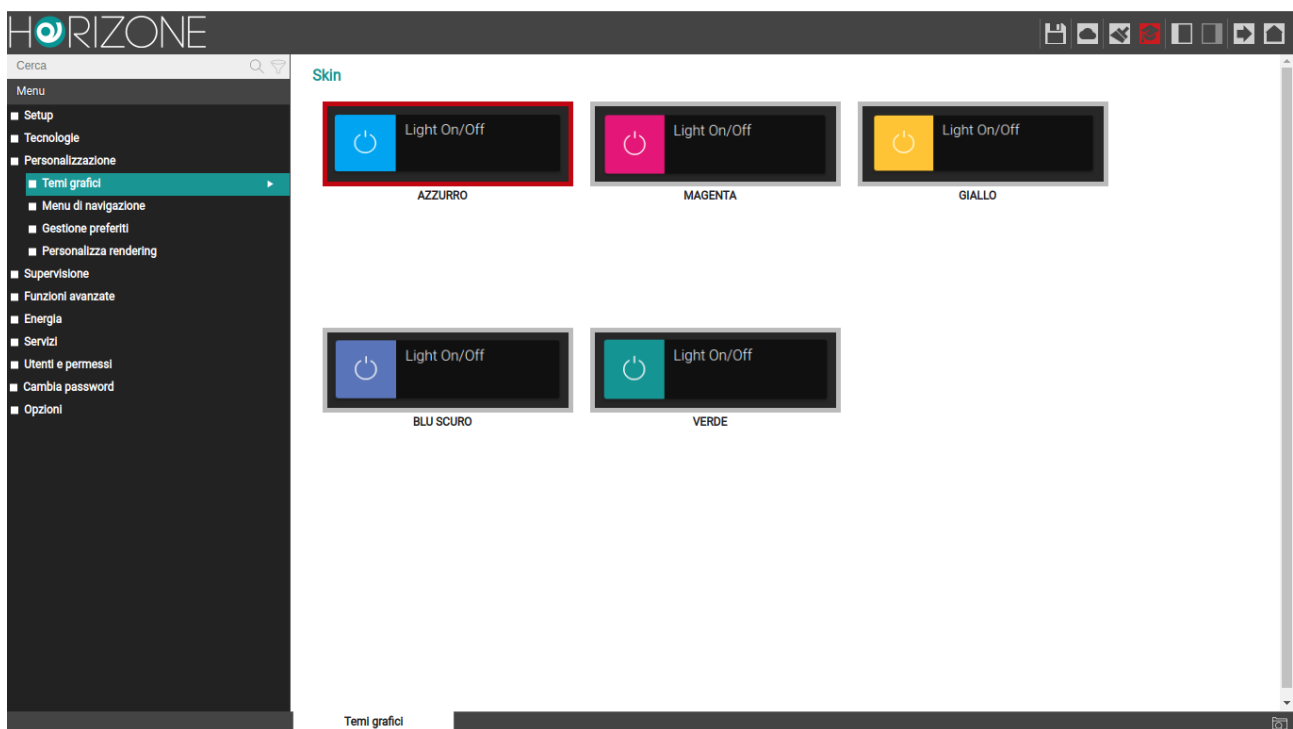 HORIZONE
Cerca
Menu
Setup
Tecnologie
Personalizzazione
Temi grafici
Menu di navigazione
Gestione preferiti
Personalizza rendering
Supervisione
Funzioni avanzate
Energia
Servizi
Utenti e permessi
Cambia password
Opzioni
Skin
Light On/Off
Light On/Off
Light On/Off
AZZURRO
MAGENTA
GIALLO
Light On/Off
Light On/Off
BLU SCURO
VERDE
Temi grafici